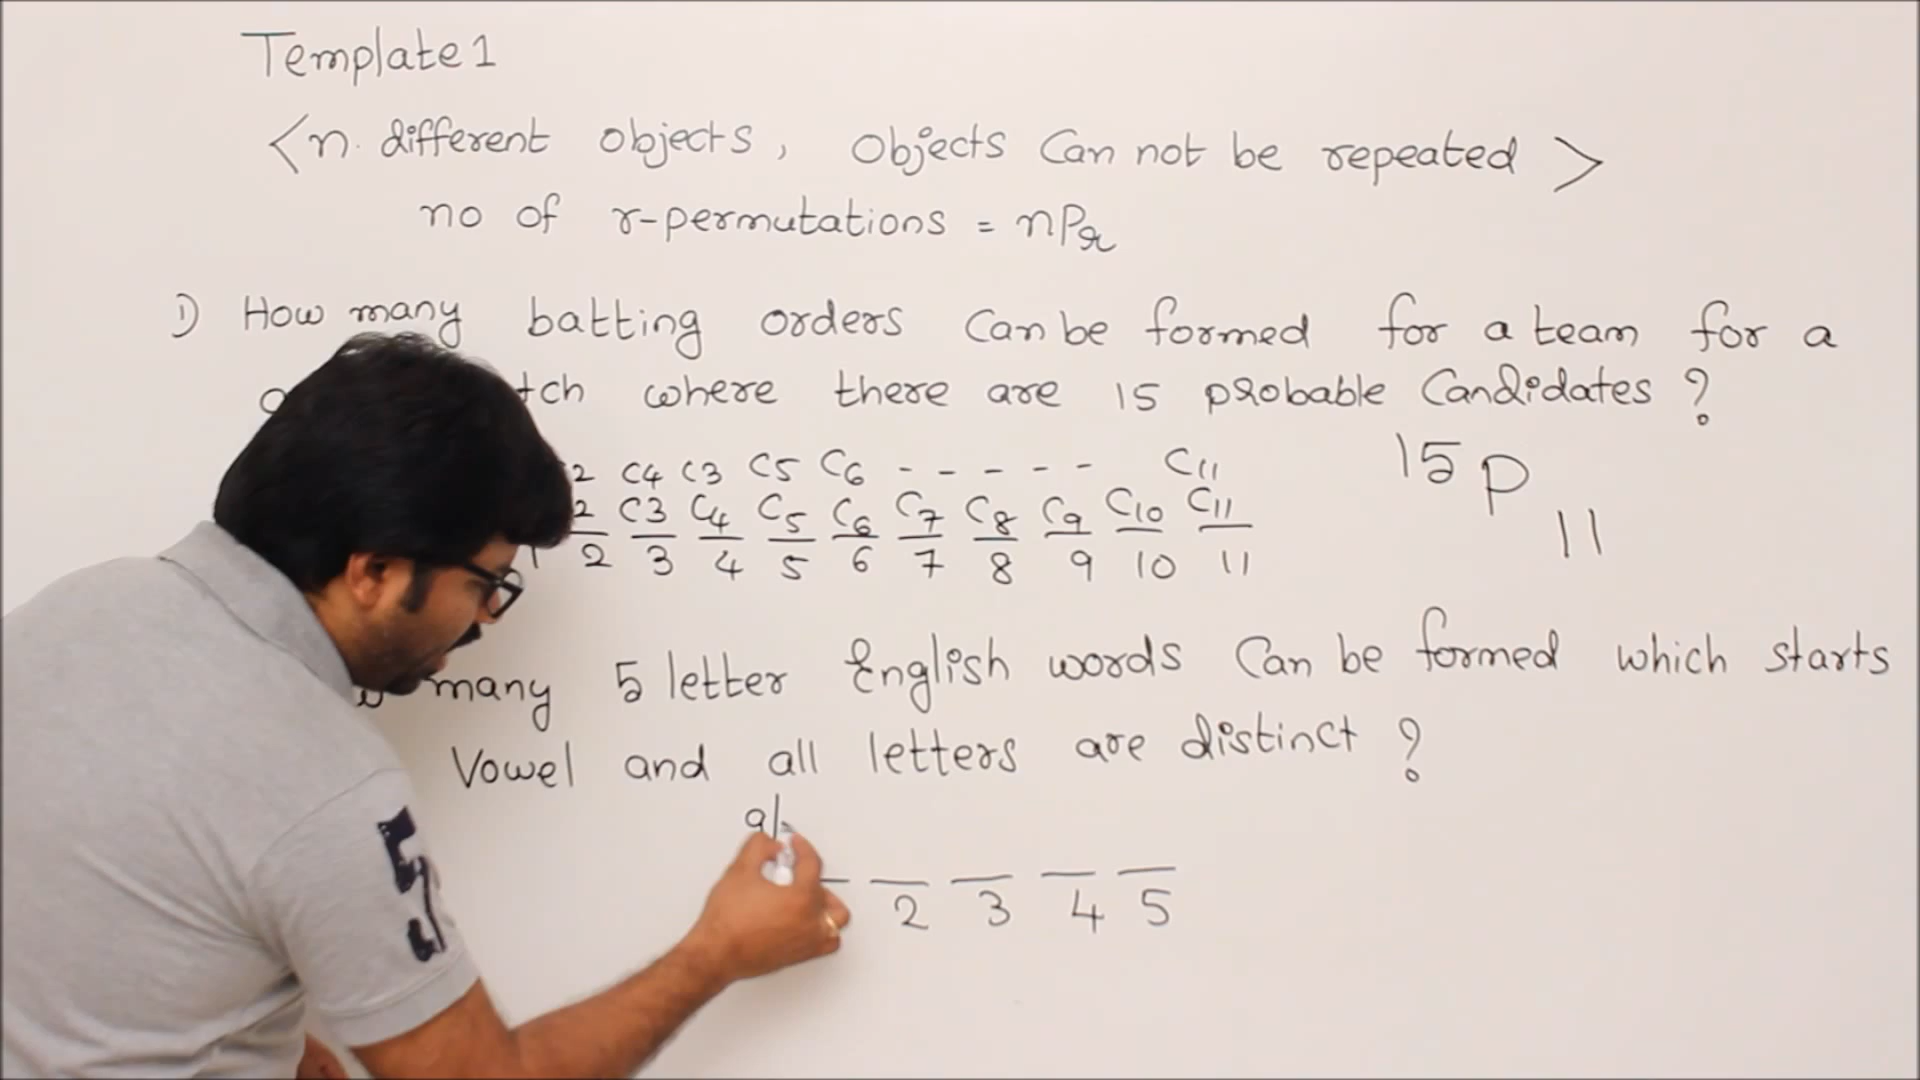 Template 1
<n. different objects, Objects Can not be repeated>
no of r-permutations = nPr
1) How many batting orders Can be formed for a team for a
where there are 15 probable Candidates ?
C4 C3 C5 C6 - - - - - C11
C3 C4 C5 C6 C7 C8 C9 C10 C11
1 2 3 4 5 6 7 8 9 10 11
15 P 11
many 5 letter English words Can be formed which starts
Vowel and all letters are distinct ?
a/
2 3 4 5